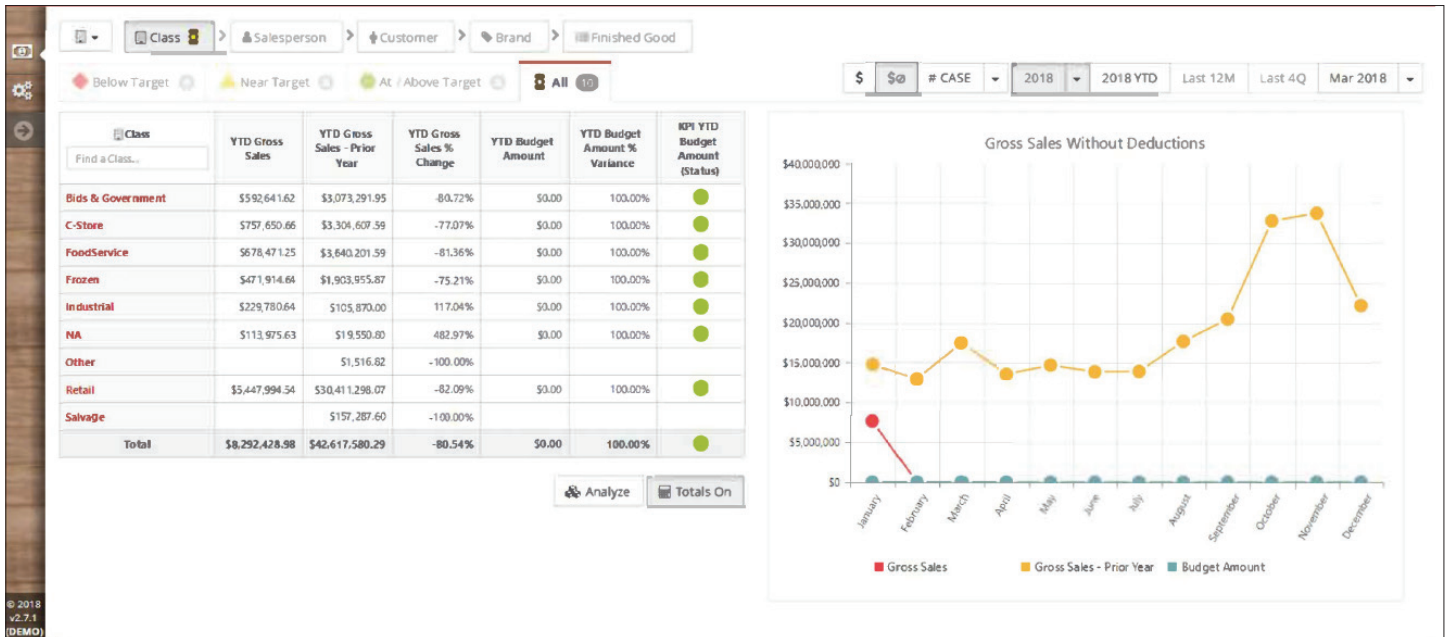 Class > Salesperson > Customer > Brand > Finished Good
Below Target Near Target At / Above Target All 10
$ $ø # CASE 2018 2018 YTD Last 12M Last 4Q Mar 2018
Class YTD Gross Sales YTD Gross Sales - Prior Year YTD Gross Sales % Change YTD Budget Amount YTD Budget Amount % Variance KPI YTD Budget Amount (Status)
Find a Class...
Bids & Government $592,641.62 $3,073,291.95 -80.72% $0.00 100.00%
C-Store $757,650.66 $3,304,607.59 -77.07% $0.00 100.00%
FoodService $678,471.25 $3,640,201.59 -81.36% $0.00 100.00%
Frozen $471,914.64 $1,903,955.87 -75.21% $0.00 100.00%
Industrial $229,780.64 $105,870.00 117.04% $0.00 100.00%
NA $113,975.63 $19,550.80 482.97% $0.00 100.00%
Other $1,516.82 -100.00%
Retail $5,447,994.54 $30,411,298.07 -82.09% $0.00 100.00%
Salvage $157,287.60 -100.00%
Total $8,292,428.98 $42,617,580.29 -80.54% $0.00 100.00%
Analyze Totals On
Gross Sales Without Deductions
$40,000,000
$35,000,000
$30,000,000
$25,000,000
$20,000,000
$15,000,000
$10,000,000
$5,000,000
$0
January February March April May June July August September October November December
Gross Sales Gross Sales - Prior Year Budget Amount
© 2018
v2.7.1
(DEMO)